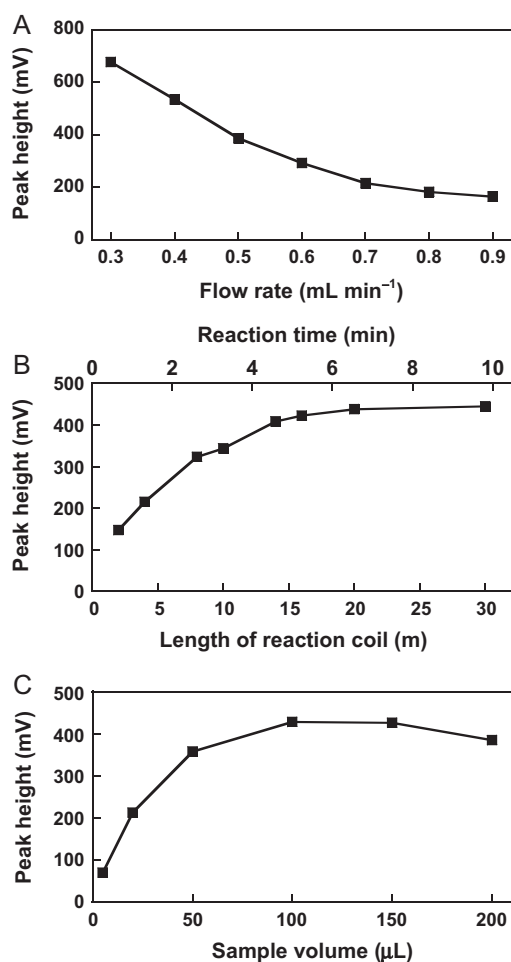 A
800
600
400
200
0
Peak height (mV)
0.3 0.4 0.5 0.6 0.7 0.8 0.9
Flow rate (mL min⁻¹)
Reaction time (min)
0 2 4 6 8 10
B
500
400
300
200
100
0
Peak height (mV)
0 5 10 15 20 25 30
Length of reaction coil (m)
C
500
400
300
200
100
0
Peak height (mV)
0 50 100 150 200
Sample volume (μL)